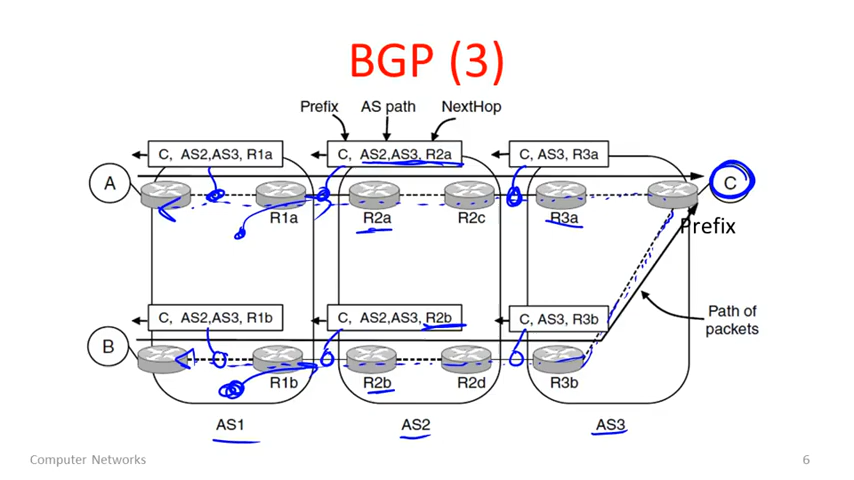 BGP (3)
Prefix AS path NextHop
C, AS2,AS3, R1a
C, AS2,AS3, R2a
C, AS3, R3a
A
C
R1a
R2a
R2c
R3a
Prefix
C, AS2,AS3, R1b
C, AS2,AS3, R2b
C, AS3, R3b
Path of
packets
B
R1b
R2b
R2d
R3b
AS1
AS2
AS3
Computer Networks
6